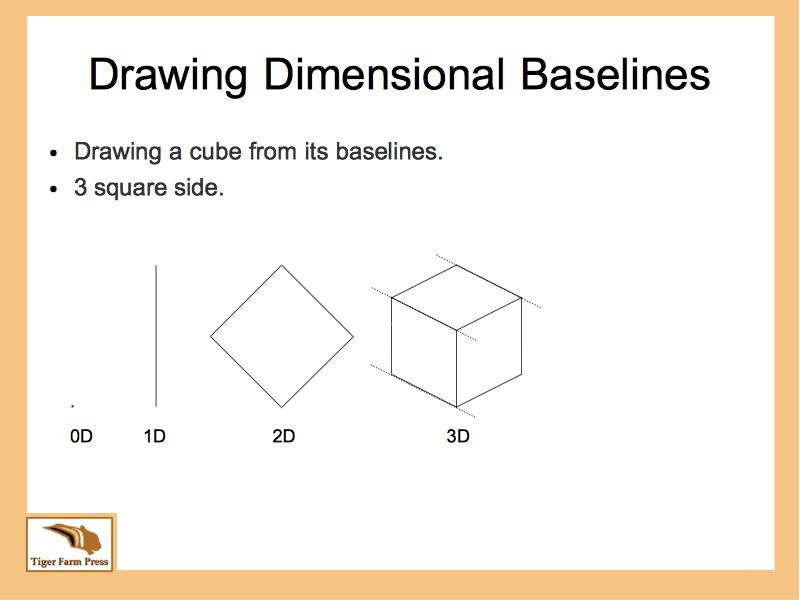 Drawing Dimensional Baselines
• Drawing a cube from its baselines.
• 3 square side.
0D 1D 2D 3D
Tiger Farm Press